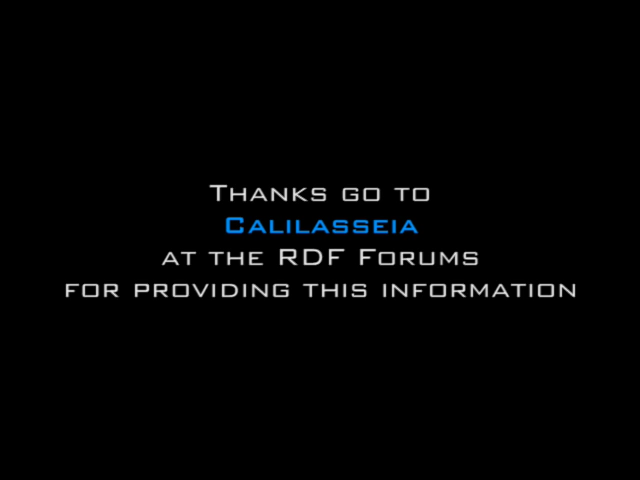 Thanks go to
Calilasseia
at the RDF Forums
for providing this information